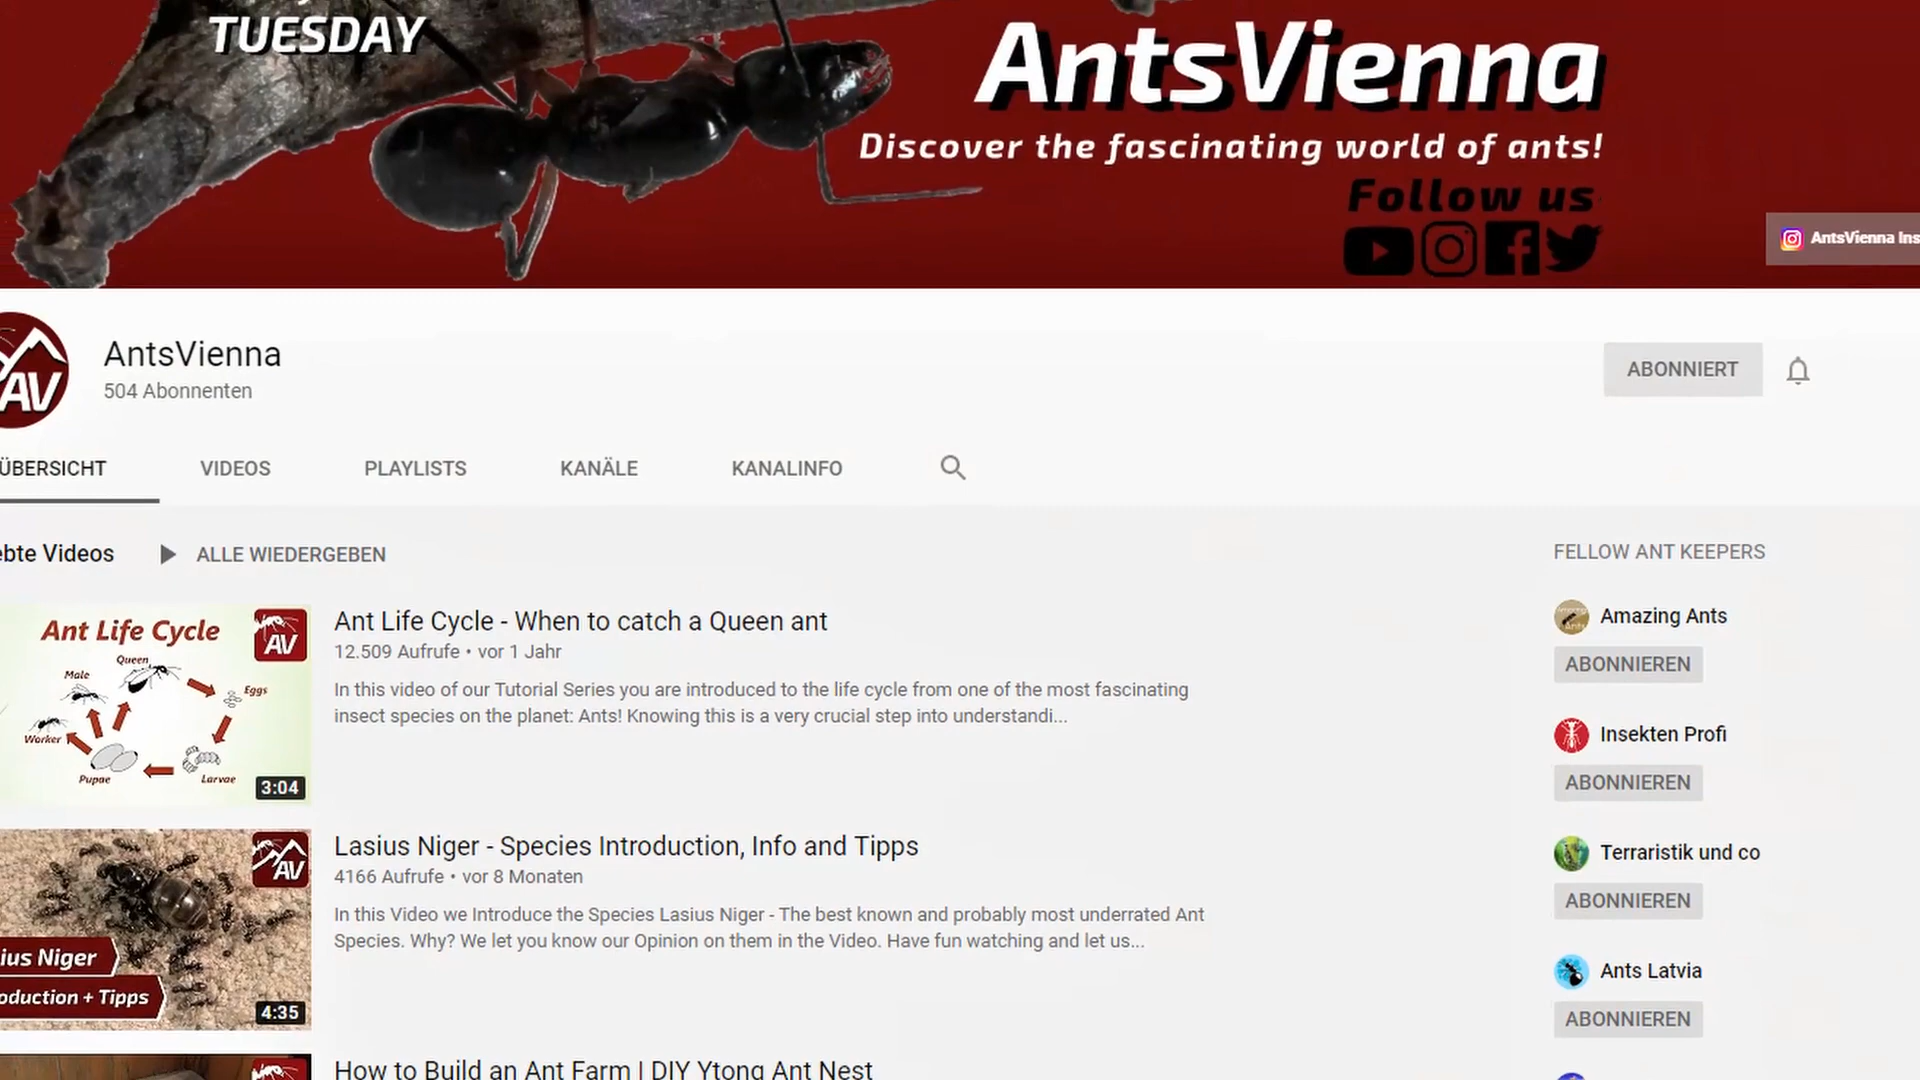 TUESDAY
AntsVienna
Discover the fascinating world of ants!
Follow us
AntsVienna Ins
AV
AntsVienna
504 Abonnenten
ABONNIERT
ÜBERSICHT
VIDEOS
PLAYLISTS
KANÄLE
KANALINFO
ebte Videos
ALLE WIEDERGEBEN
Ant Life Cycle
AV
Queen
Male
Eggs
Worker
Pupae
Larvae
3:04
Ant Life Cycle - When to catch a Queen ant
12.509 Aufrufe • vor 1 Jahr
In this video of our Tutorial Series you are introduced to the life cycle from one of the most fascinating
insect species on the planet: Ants! Knowing this is a very crucial step into understandi...
AV
ius Niger
oduction + Tipps
4:35
Lasius Niger - Species Introduction, Info and Tipps
4166 Aufrufe • vor 8 Monaten
In this Video we Introduce the Species Lasius Niger - The best known and probably most underrated Ant
Species. Why? We let you know our Opinion on them in the Video. Have fun watching and let us...
How to Build an Ant Farm | DIY Ytong Ant Nest
FELLOW ANT KEEPERS
Amazing Ants
ABONNIEREN
Insekten Profi
ABONNIEREN
Terraristik und co
ABONNIEREN
Ants Latvia
ABONNIEREN